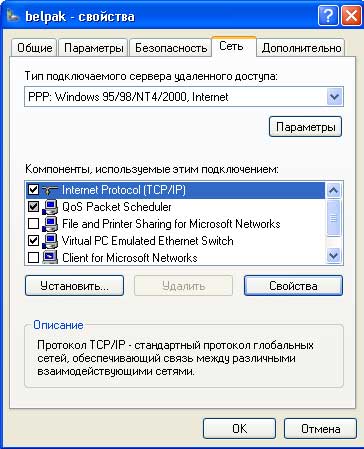 belpak - свойства
Общие
Параметры
Безопасность
Сеть
Дополнительно
Тип подключаемого сервера удаленного доступа:
PPP: Windows 95/98/NT4/2000, Internet
Параметры
Компоненты, используемые этим подключением:
Internet Protocol (TCP/IP)
QoS Packet Scheduler
File and Printer Sharing for Microsoft Networks
Virtual PC Emulated Ethernet Switch
Client for Microsoft Networks
Установить...
Удалить
Свойства
Описание
Протокол TCP/IP - стандартный протокол глобальных
сетей, обеспечивающий связь между различными
взаимодействующими сетями.
OK
Отмена